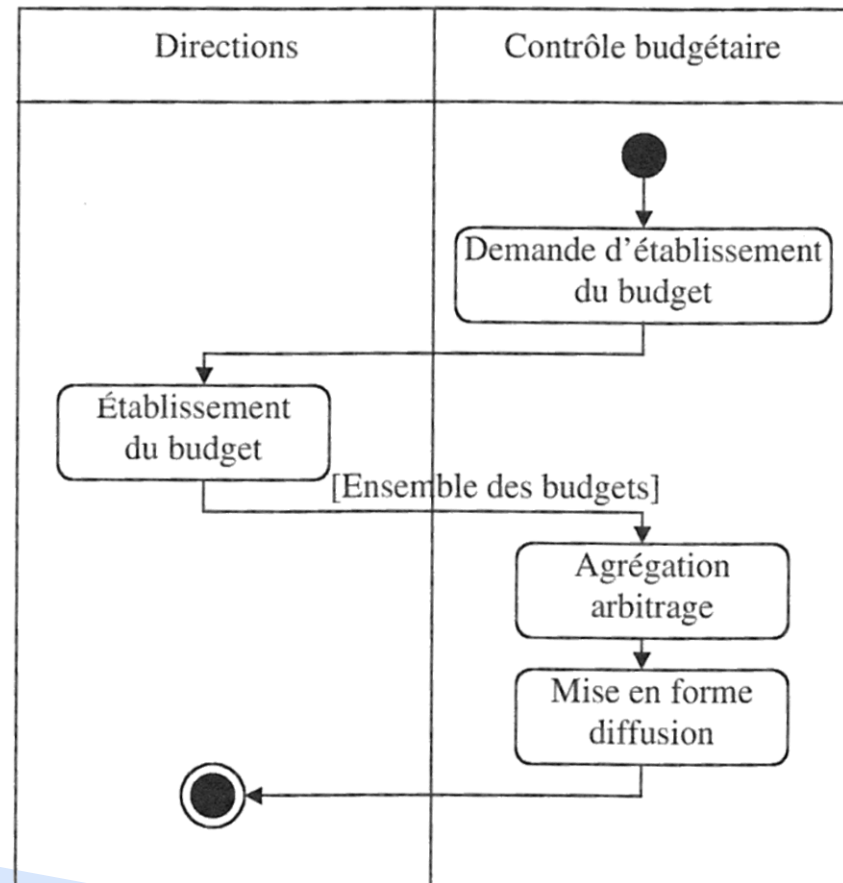 Directions
Contrôle budgétaire
Demande d'établissement
du budget
Établissement
du budget
[Ensemble des budgets]
Agrégation
arbitrage
Mise en forme
diffusion